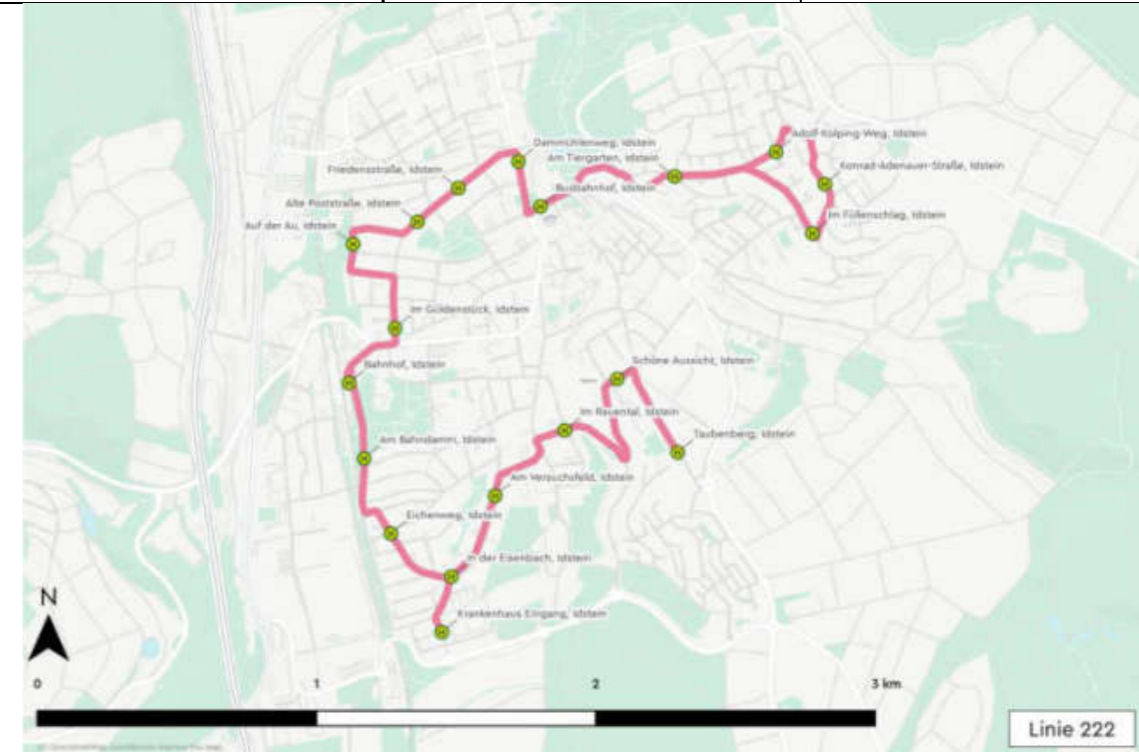 Adolf-Kolping-Weg, Idstein
Dammühlenweg, Idstein
Am Tiergarten, Idstein
Konrad-Adenauer-Straße, Idstein
Friedensstraße, Idstein
Busbahnhof, Idstein
Alte Poststraße, Idstein
Im Füllenschlag, Idstein
Auf der Au, Idstein
Im Güldenstück, Idstein
Schöne Aussicht, Idstein
Bahnhof, Idstein
Im Rauental, Idstein
Taubenberg, Idstein
Am Bahndamm, Idstein
Am Versuchsfeld, Idstein
Eichenweg, Idstein
In der Eisenbach, Idstein
N
Krankenhaus Eingang, Idstein
0 1 2 3 km
Linie 222